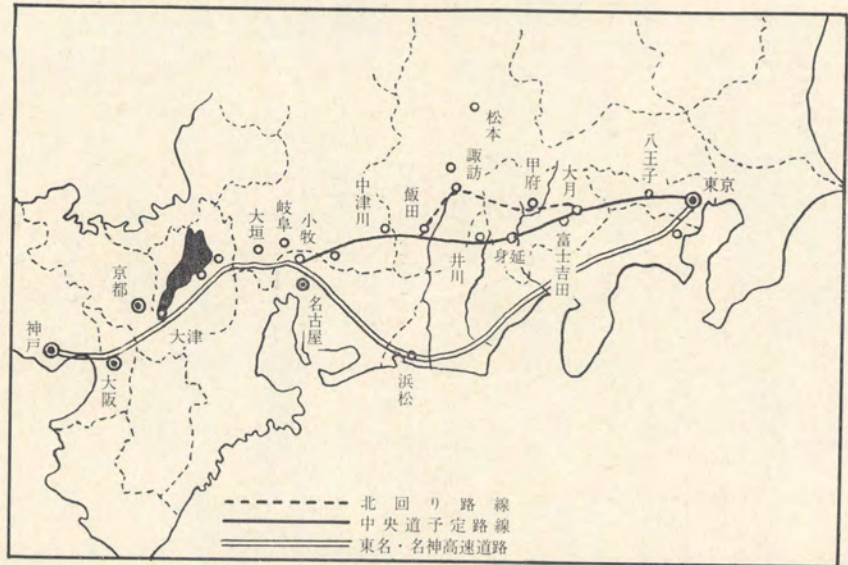 松本
諏訪
甲府
大月
八王子
東京
中津川
飯田
大垣
岐阜
小牧
井川
身延
富士吉田
京都
大津
名古屋
神戸
大阪
浜松
北回り路線
中央道予定路線
東名・名神高速道路